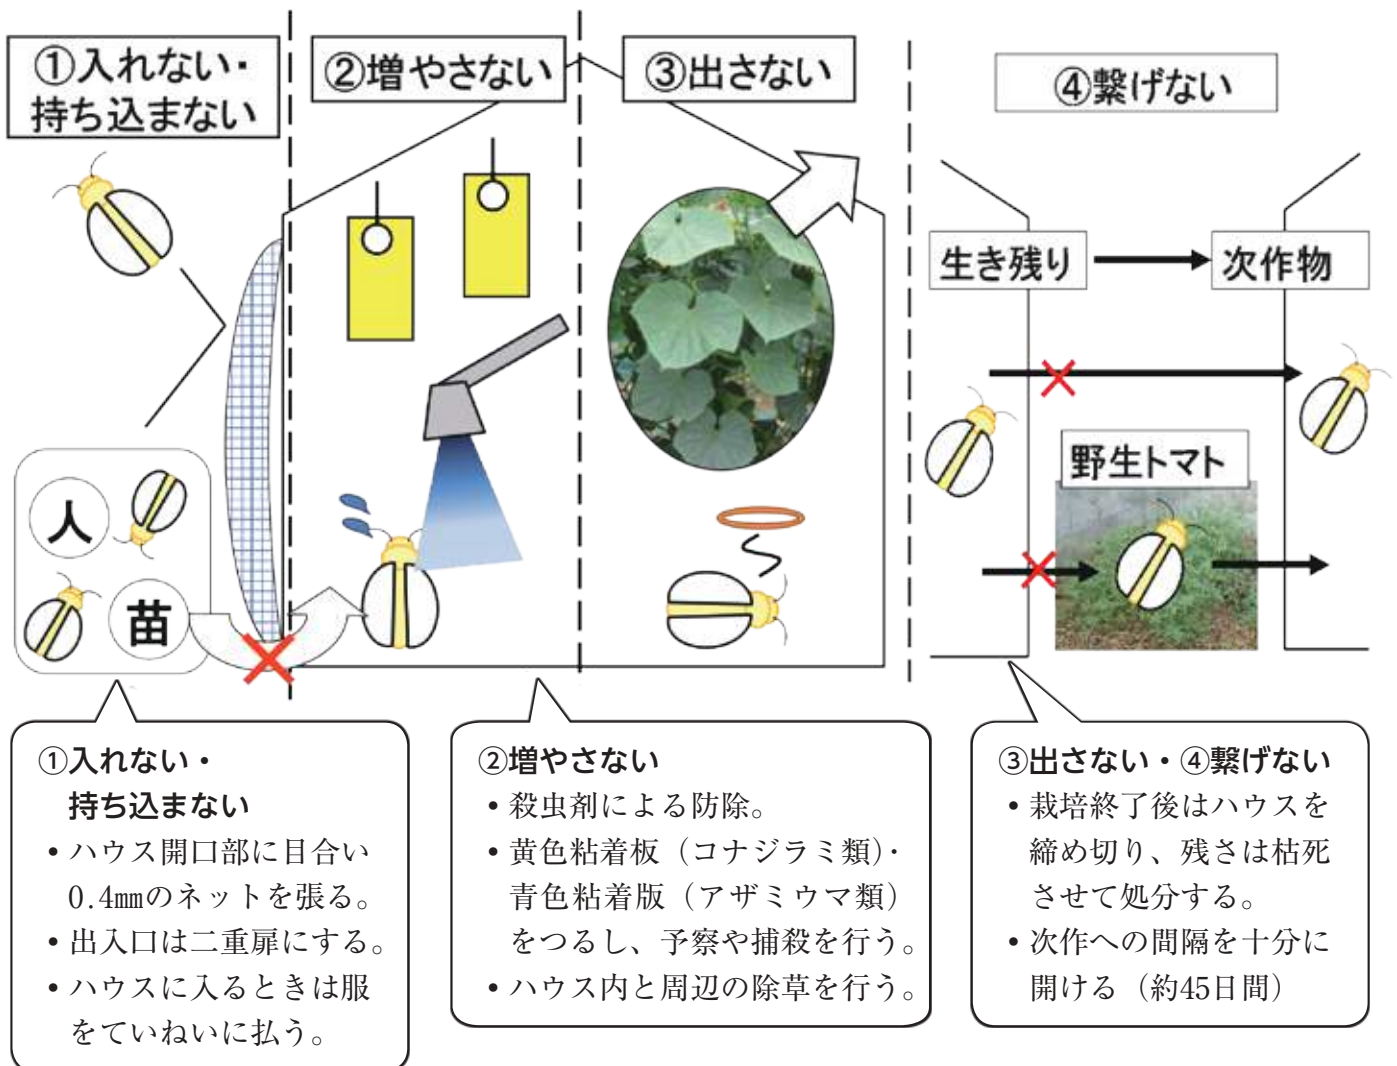 ①入れない・
持ち込まない
②増やさない
③出さない
④繋げない
生き残り
次作物
野生トマト
人
苗
①入れない・
持ち込まない
• ハウス開口部に目合い
0.4㎜のネットを張る。
• 出入口は二重扉にする。
• ハウスに入るときは服
をていねいに払う。
②増やさない
• 殺虫剤による防除。
• 黄色粘着板（コナジラミ類）・
青色粘着版（アザミウマ類）
をつるし、予察や捕殺を行う。
• ハウス内と周辺の除草を行う。
③出さない・④繋げない
• 栽培終了後はハウスを
締め切り、残さは枯死
させて処分する。
• 次作への間隔を十分に
開ける（約45日間）